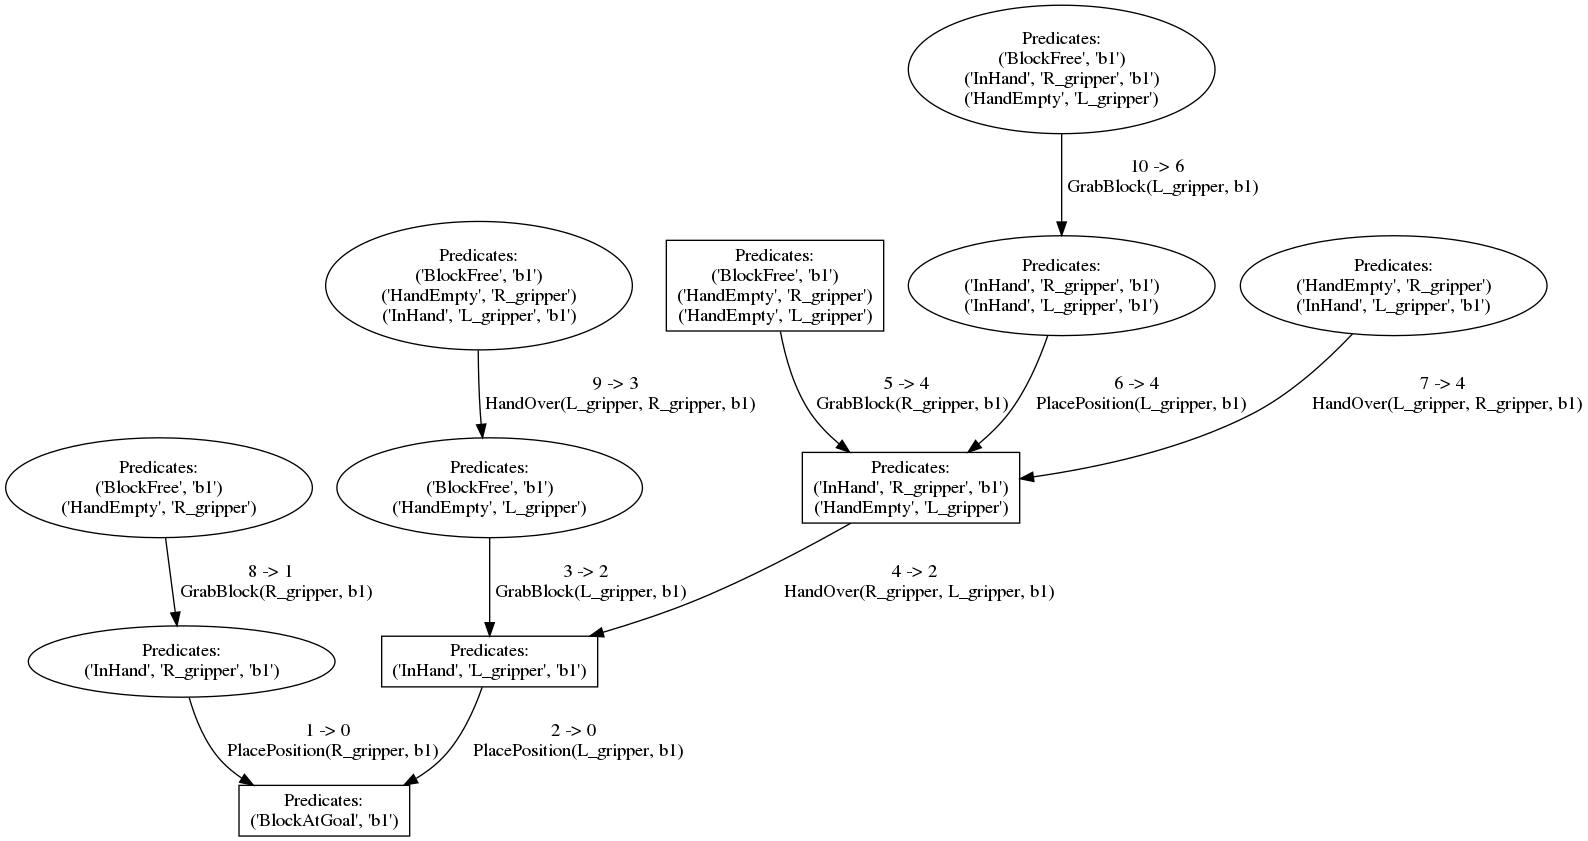 Predicates:
('BlockFree', 'b1')
('InHand', 'R_gripper', 'b1')
('HandEmpty', 'L_gripper')
10 -> 6
GrabBlock(L_gripper, b1)
Predicates:
('BlockFree', 'b1')
('HandEmpty', 'R_gripper')
('InHand', 'L_gripper', 'b1')
Predicates:
('BlockFree', 'b1')
('HandEmpty', 'R_gripper')
('HandEmpty', 'L_gripper')
Predicates:
('InHand', 'R_gripper', 'b1')
('InHand', 'L_gripper', 'b1')
Predicates:
('HandEmpty', 'R_gripper')
('InHand', 'L_gripper', 'b1')
9 -> 3
HandOver(L_gripper, R_gripper, b1)
5 -> 4
GrabBlock(R_gripper, b1)
6 -> 4
PlacePosition(L_gripper, b1)
7 -> 4
HandOver(L_gripper, R_gripper, b1)
Predicates:
('BlockFree', 'b1')
('HandEmpty', 'R_gripper')
Predicates:
('BlockFree', 'b1')
('HandEmpty', 'L_gripper')
Predicates:
('InHand', 'R_gripper', 'b1')
('HandEmpty', 'L_gripper')
8 -> 1
GrabBlock(R_gripper, b1)
3 -> 2
GrabBlock(L_gripper, b1)
4 -> 2
HandOver(R_gripper, L_gripper, b1)
Predicates:
('InHand', 'R_gripper', 'b1')
Predicates:
('InHand', 'L_gripper', 'b1')
1 -> 0
PlacePosition(R_gripper, b1)
2 -> 0
PlacePosition(L_gripper, b1)
Predicates:
('BlockAtGoal', 'b1')